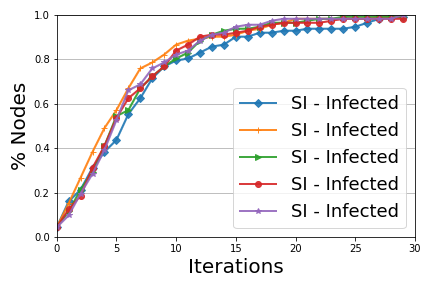 1.0
0.8
0.6
0.4
0.2
0.0
% Nodes
SI - Infected
SI - Infected
SI - Infected
SI - Infected
SI - Infected
0 5 10 15 20 25 30
Iterations